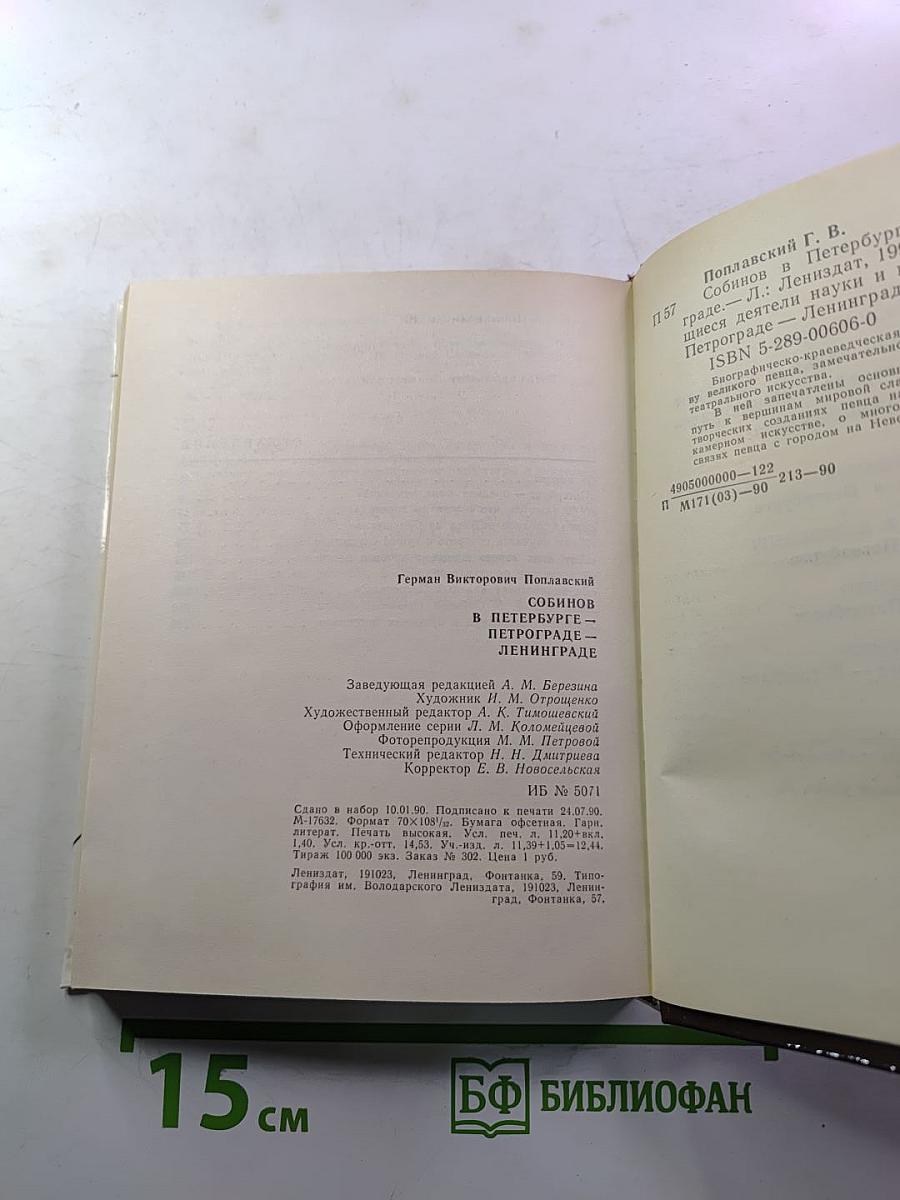 Герман Викторович Поплавский
СОБИНОВ
В ПЕТЕРБУРГЕ —
ПЕТРОГРАДЕ —
ЛЕНИНГРАДЕ
Заведующая редакцией А. М. Березина
Художник И. М. Отрощенко
Художественный редактор А. К. Тимошевский
Оформление серии Л. М. Коломейцевой
Фоторепродукция М. М. Петровой
Технический редактор Н. Н. Дмитриева
Корректор Е. В. Новосельская
ИБ № 5071
Сдано в набор 10.01.90. Подписано к печати 24.07.90.
М-17632. Формат 70×108¹/₃₂. Бумага офсетная. Гарн.
литерат. Печать высокая. Усл. печ. л. 11,20+вкл.
1,40. Усл. кр.-отт. 14,53. Уч.-изд. л. 11,39+1,05=12,44.
Тираж 100 000 экз. Заказ № 302. Цена 1 руб.
Лениздат, 191023, Ленинград, Фонтанка, 59. Типо-
графия им. Володарского Лениздата, 191023, Ленин-
град, Фонтанка, 57.
Поплавский Г. В.
П 57 Собинов в Петербург
граде.— Л.: Лениздат, 199
щиеся деятели науки и
Петрограде — Ленинград
ISBN 5-289-00606-0
Биографическо-краеведческая
ву великого певца, замечательно
театрального искусства.
В ней запечатлены основн
путь к вершинам мировой сла
творческих созданиях певца на
камерном искусстве, о много
связях певца с городом на Нев
П 4905000000—122
М171(03)—90 213—90
15 см
БФ БИБЛИОФАН